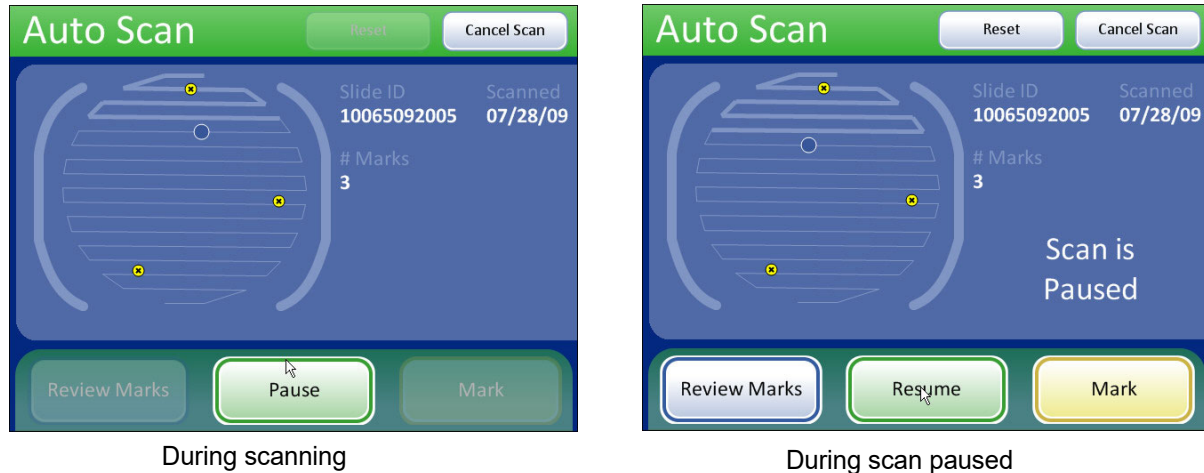 Auto Scan
Reset
Cancel Scan
Slide ID
Scanned
10065092005
07/28/09
# Marks
3
Review Marks
Pause
Mark
During scanning
Auto Scan
Reset
Cancel Scan
Slide ID
Scanned
10065092005
07/28/09
# Marks
3
Scan is
Paused
Review Marks
Resume
Mark
During scan paused